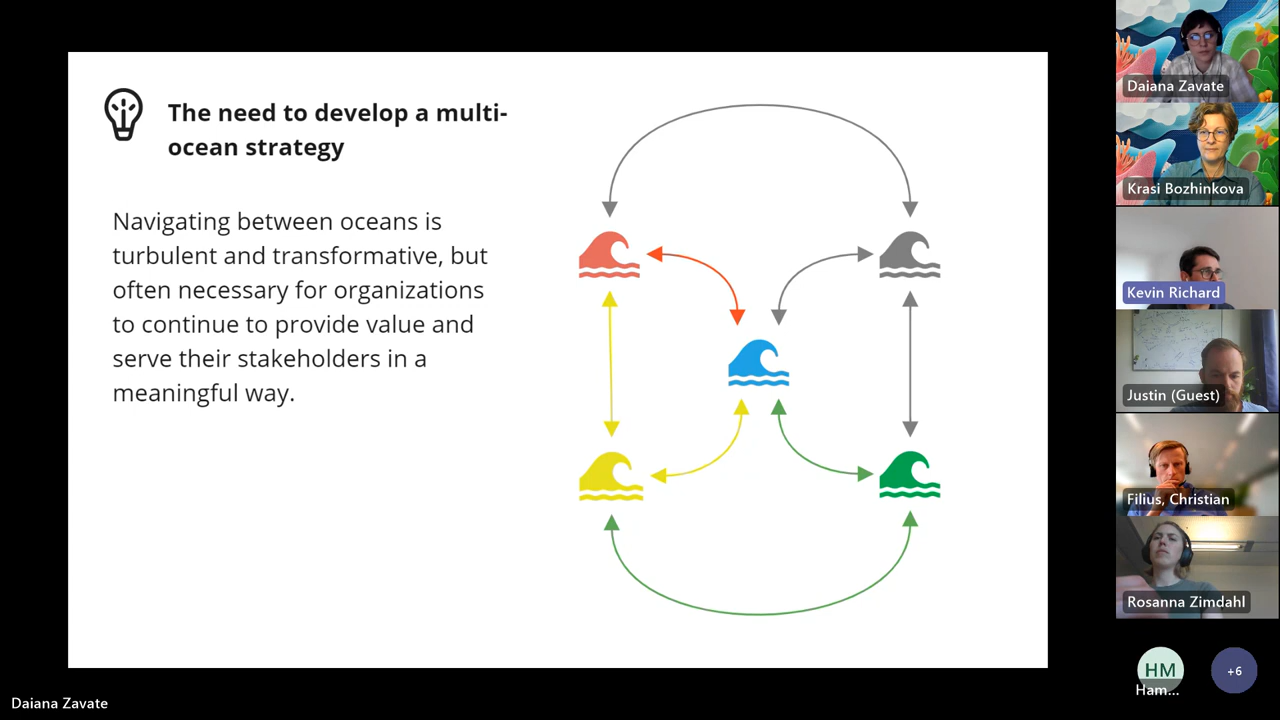 The need to develop a multi-
ocean strategy
Navigating between oceans is
turbulent and transformative, but
often necessary for organizations
to continue to provide value and
serve their stakeholders in a
meaningful way.
Daiana Zavate
Krasi Bozhinkova
Kevin Richard
Justin (Guest)
Filius, Christian
Rosanna Zimdahl
HM
Ham...
+6
Daiana Zavate